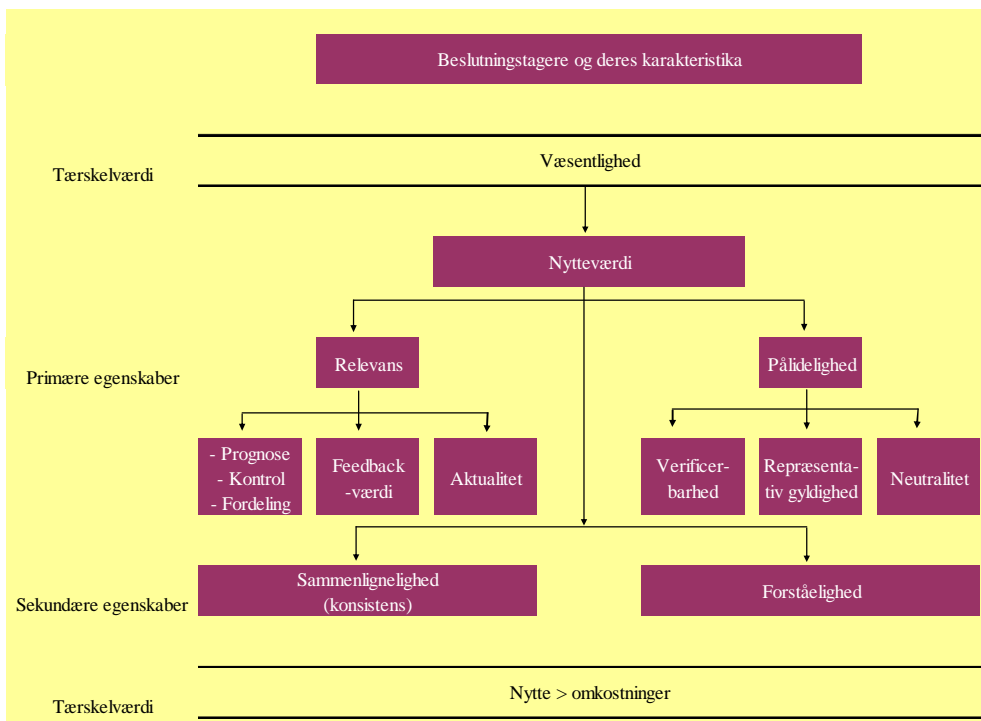 Beslutningstagere og deres karakteristika
Væsentlighed
Tærskelværdi
Nytteværdi
Relevans
Pålidelighed
Primære egenskaber
- Prognose
- Kontrol
- Fordeling
Feedback
-værdi
Aktualitet
Verificer-
barhed
Repræsenta-
tiv gyldighed
Neutralitet
Sammenlignelighed
(konsistens)
Forståelighed
Sekundære egenskaber
Nytte > omkostninger
Tærskelværdi